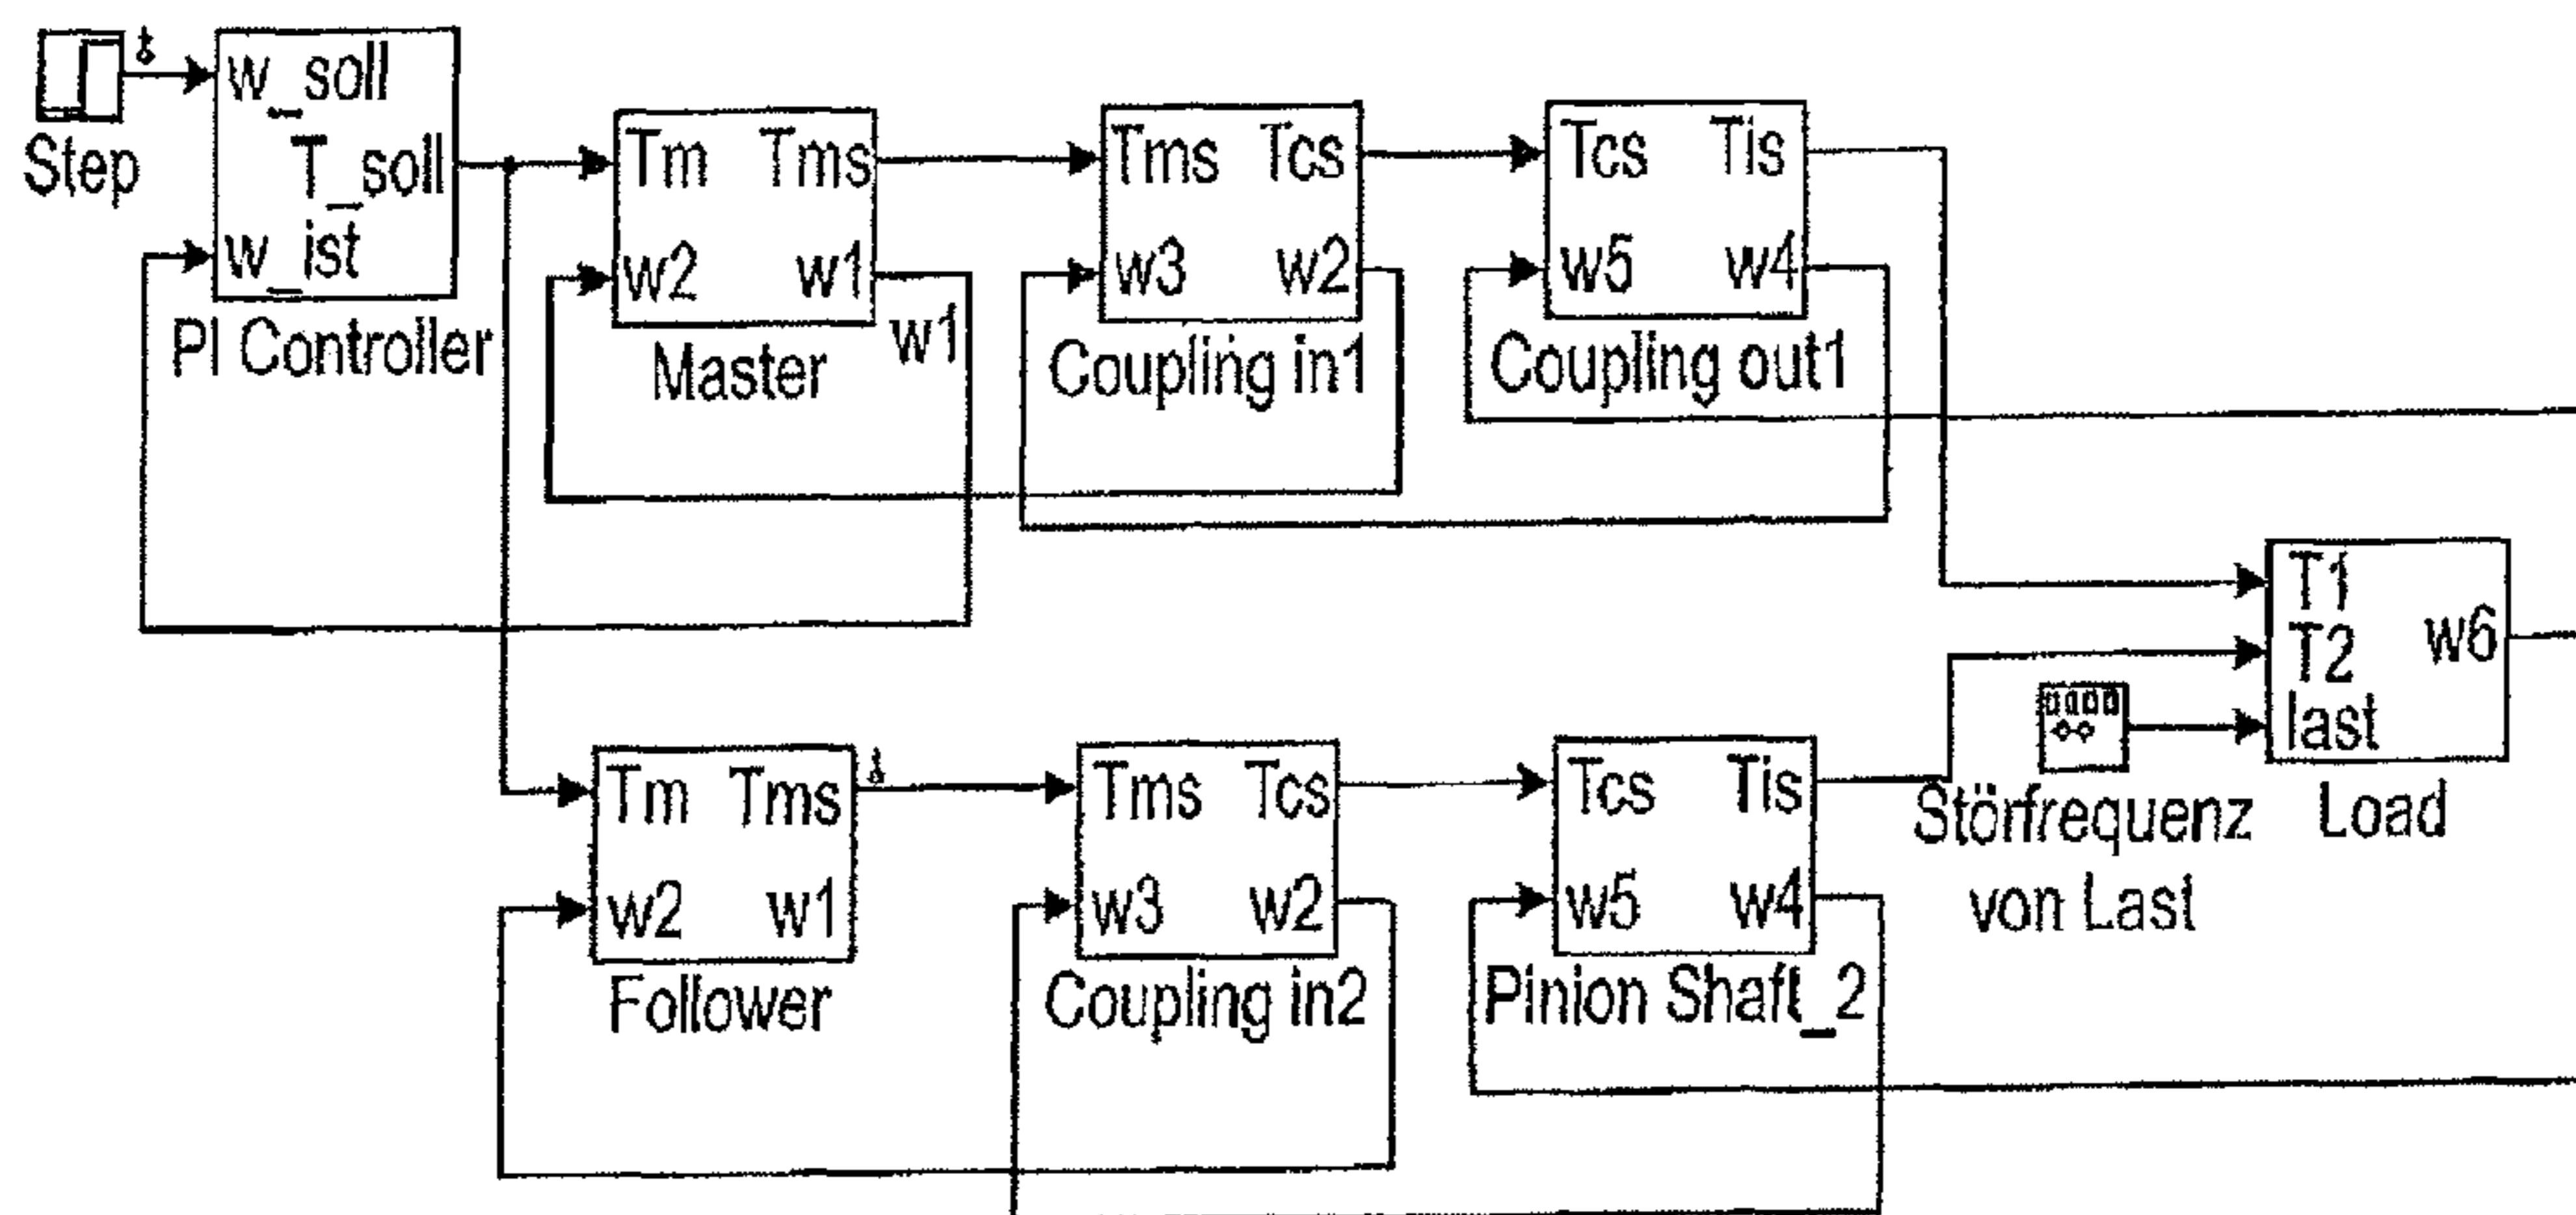 Step
w_soll
T_soll
w_ist
PI Controller
Tm Tms
w2 w1
Master
w1
Tms Tcs
w3 w2
Coupling in1
Tcs Tis
w5 w4
Coupling out1
T1
T2
last
w6
Load
Störfrequenz
von Last
Tm Tms
w2 w1
Follower
Tms Tcs
w3 w2
Coupling in2
Tcs Tis
w5 w4
Pinion Shaft_2